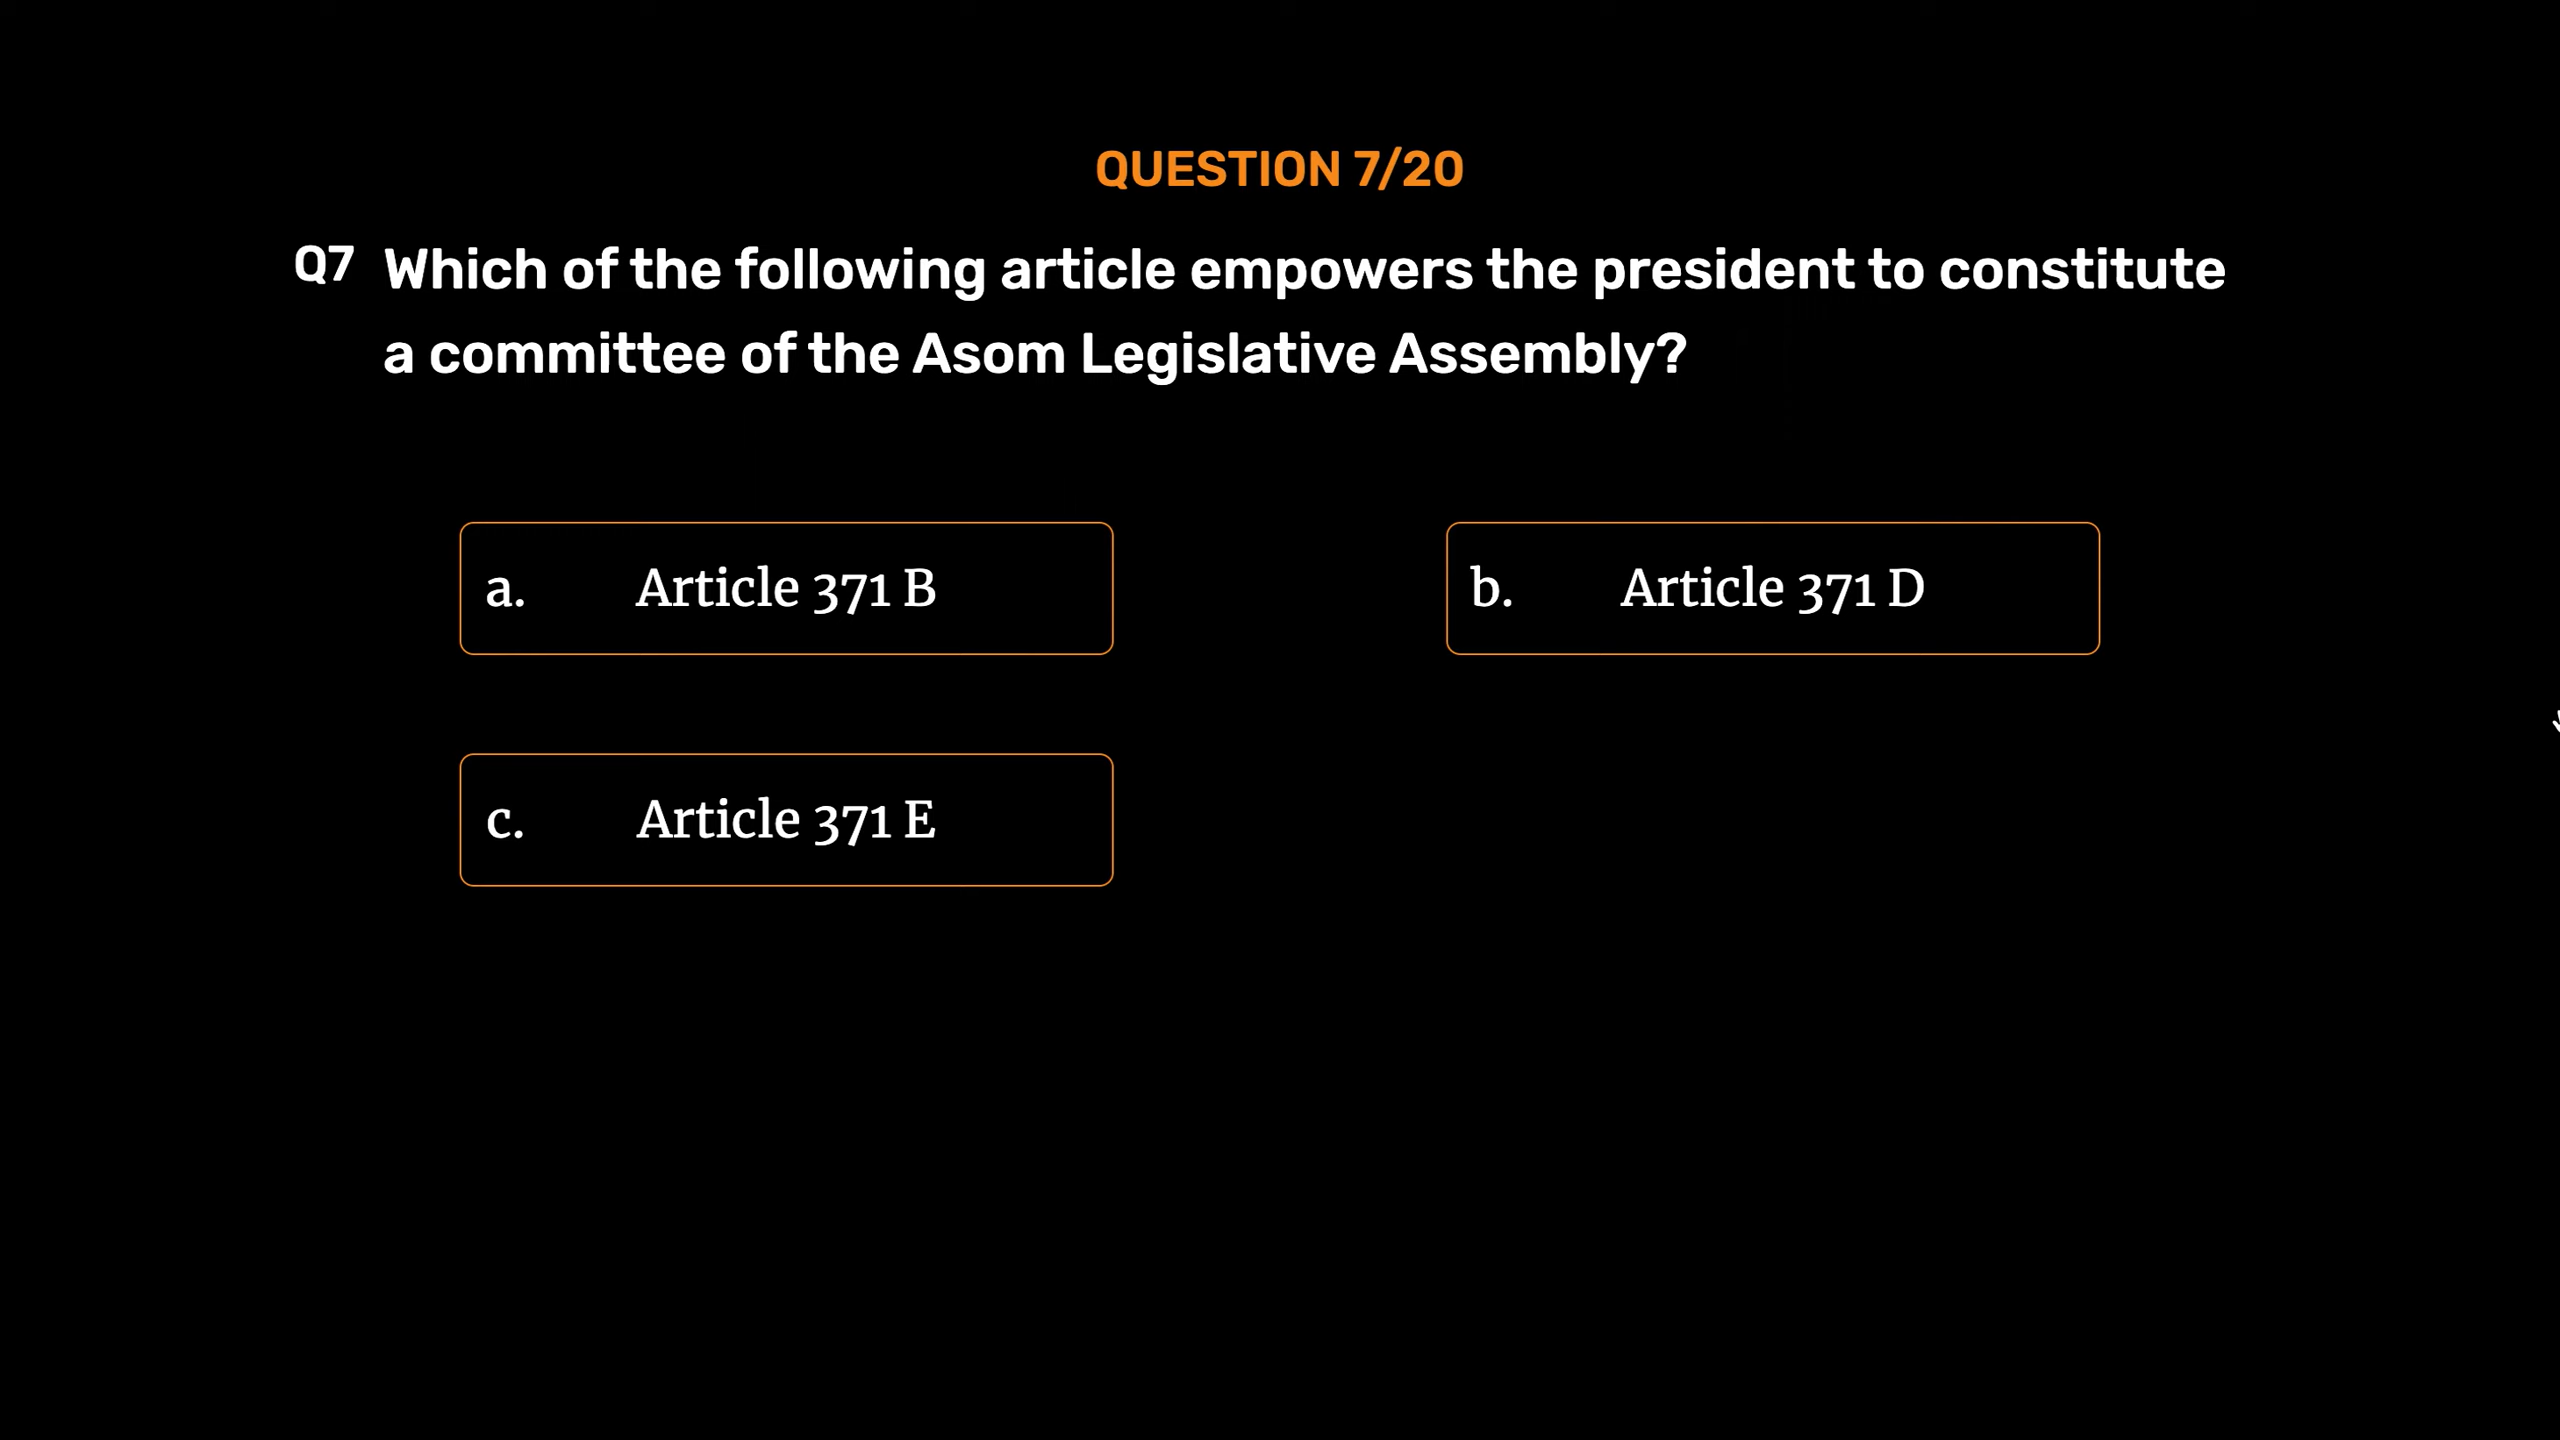 QUESTION 7/20
Q7 Which of the following article empowers the president to constitute
a committee of the Asom Legislative Assembly?
a. Article 371 B
b. Article 371 D
c. Article 371 E